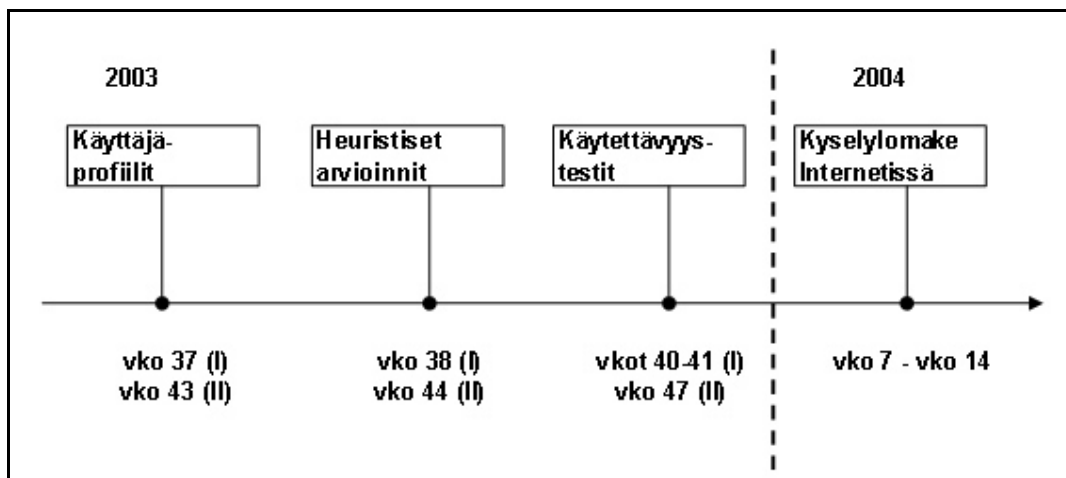 2003
2004
Käyttäjä-
profiilit
Heuristiset
arvioinnit
Käytettävyys-
testit
Kyselylomake
Internetissä
vko 37 (I)
vko 43 (II)
vko 38 (I)
vko 44 (II)
vkot 40-41 (I)
vko 47 (II)
vko 7 - vko 14